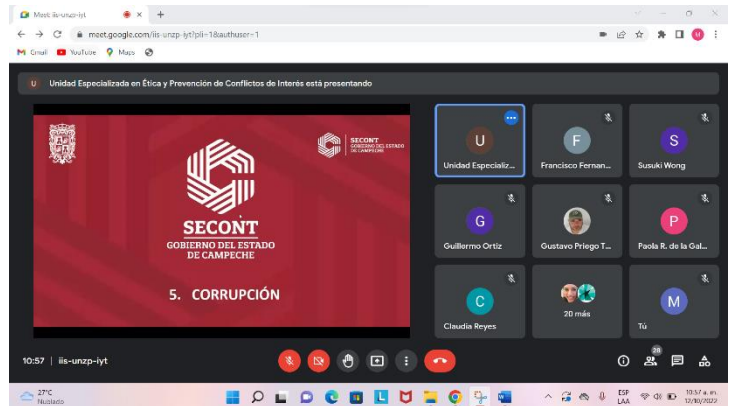 Meet: iis-unzp-iyt
meet.google.com/iis-unzp-iyt?pli=1&authuser=1
Gmail YouTube Maps
U Unidad Especializada en Ética y Prevención de Conflictos de Interés está presentando
SECONT
GOBIERNO DEL ESTADO
DE CAMPECHE
SECONT
GOBIERNO DEL ESTADO
DE CAMPECHE
5. CORRUPCIÓN
U
Unidad Especializ...
F
Francisco Fernan...
S
Susuki Wong
G
Guillermo Ortiz
Gustavo Priego T...
P
Paola R. de la Gal...
C
Claudia Reyes
20 más
M
Tú
10:57 | iis-unzp-iyt
28
27°C
Nublado
ESP
LAA
10:57 a. m.
12/10/2022